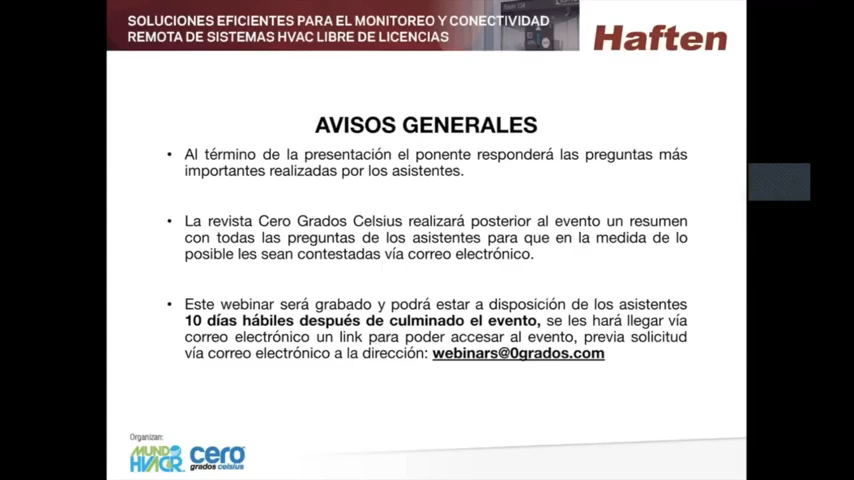 SOLUCIONES EFICIENTES PARA EL MONITOREO Y CONECTIVIDAD
REMOTA DE SISTEMAS HVAC LIBRE DE LICENCIAS
Haften
AVISOS GENERALES
• Al término de la presentación el ponente responderá las preguntas más
importantes realizadas por los asistentes.
• La revista Cero Grados Celsius realizará posterior al evento un resumen
con todas las preguntas de los asistentes para que en la medida de lo
posible les sean contestadas vía correo electrónico.
• Este webinar será grabado y podrá estar a disposición de los asistentes
10 días hábiles después de culminado el evento, se les hará llegar vía
correo electrónico un link para poder accesar al evento, previa solicitud
vía correo electrónico a la dirección: webinars@0grados.com
Organizan:
MUNDO
HVACR
cero
grados celsius